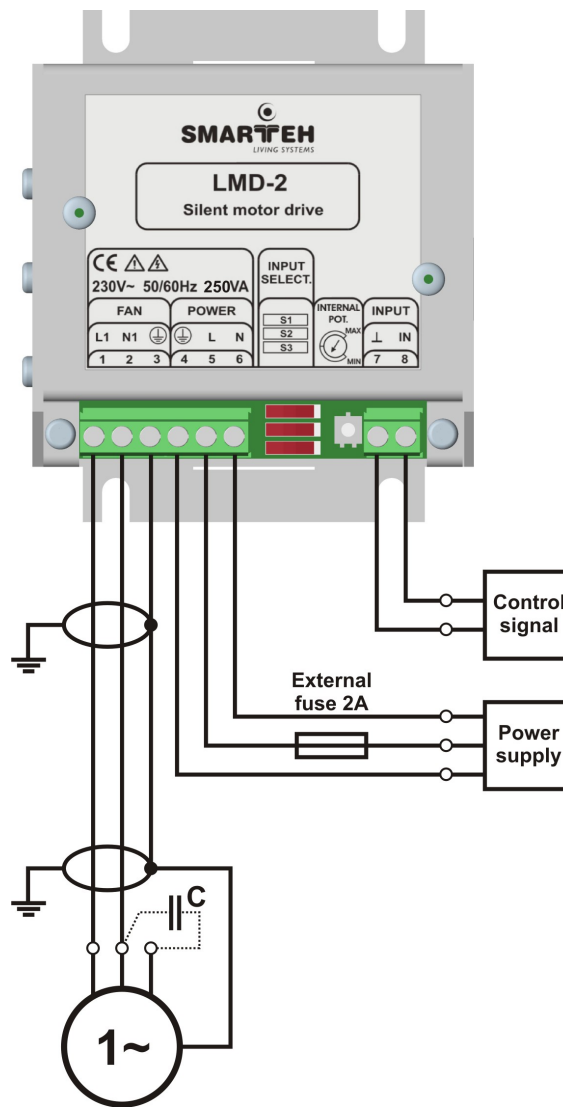 SMARTEH
LIVING SYSTEMS
LMD-2
Silent motor drive
CE
230V~ 50/60Hz 250VA
INPUT
SELECT.
FAN
POWER
L1 N1
L N
1 2 3 4 5 6
S1
S2
S3
INTERNAL
POT.
MAX
MIN
INPUT
⊥ IN
7 8
Control
signal
External
fuse 2A
Power
supply
C
1~